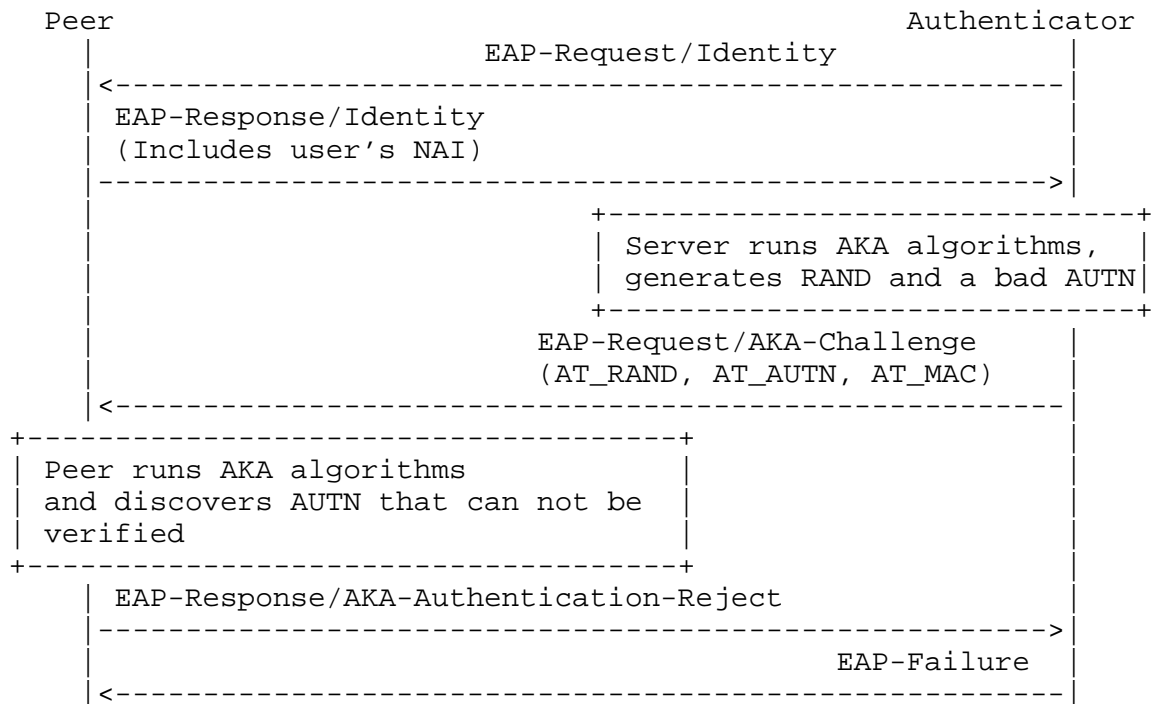 Peer Authenticator
EAP-Request/Identity
EAP-Response/Identity
(Includes user's NAI)
Server runs AKA algorithms,
generates RAND and a bad AUTN
EAP-Request/AKA-Challenge
(AT_RAND, AT_AUTN, AT_MAC)
Peer runs AKA algorithms
and discovers AUTN that can not be
verified
EAP-Response/AKA-Authentication-Reject
EAP-Failure